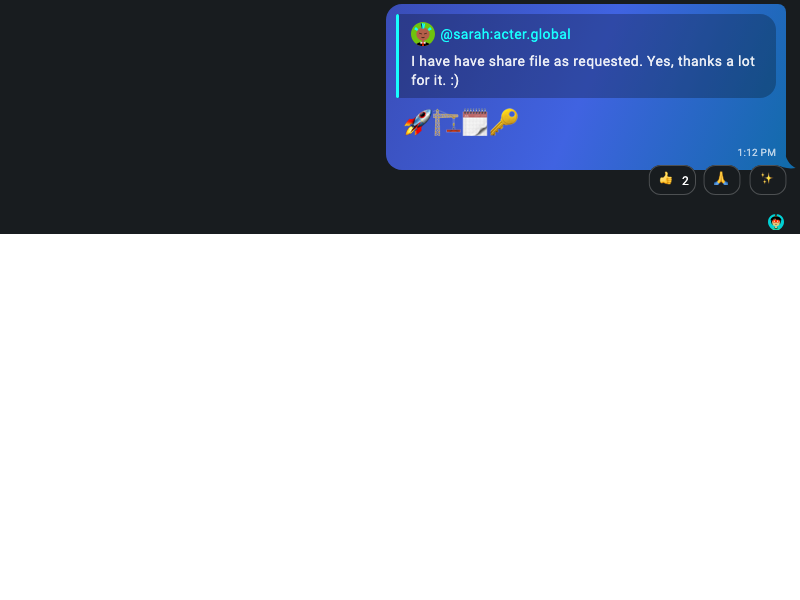 @sarah:acter.global
I have have share file as requested. Yes, thanks a lot
for it. :)
🚀🏗️🗓️🔑
1:12 PM
👍 2 🙏 ✨